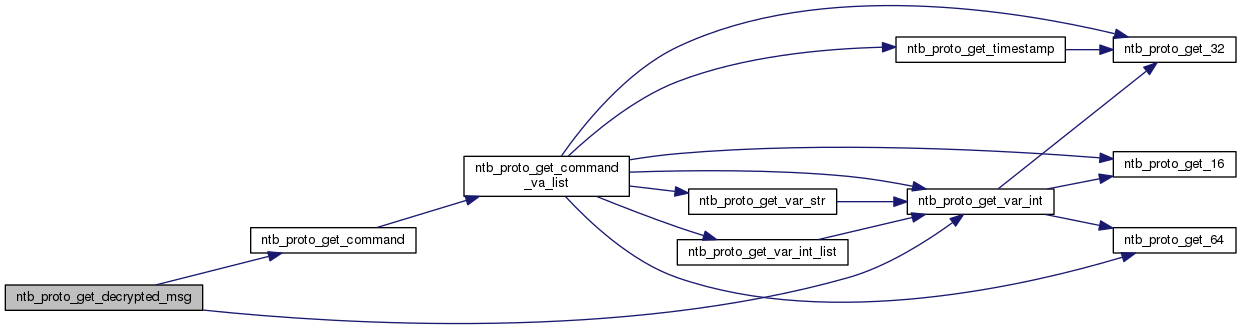 ntb_proto_get_decrypted_msg
ntb_proto_get_command
ntb_proto_get_command
_va_list
ntb_proto_get_timestamp
ntb_proto_get_var_str
ntb_proto_get_var_int_list
ntb_proto_get_var_int
ntb_proto_get_32
ntb_proto_get_16
ntb_proto_get_64